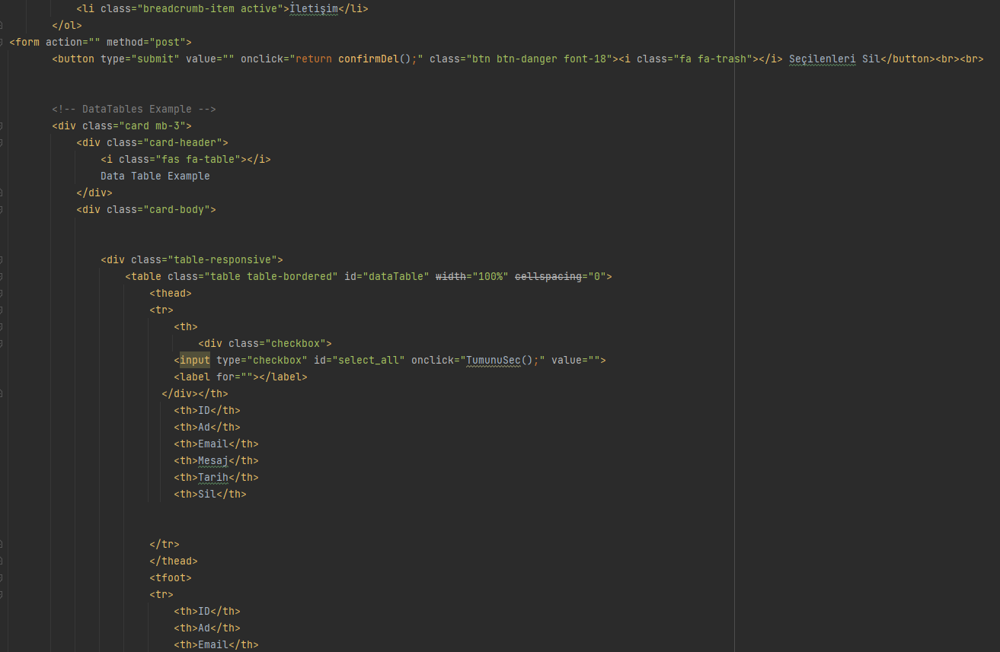 <li class="breadcrumb-item active">İletişim</li>
</ol>
<form action="" method="post">
<button type="submit" value="" onclick="return confirmDel();" class="btn btn-danger font-18"><i class="fa fa-trash"></i> Seçilenleri Sil</button><br><br>
<!-- DataTables Example -->
<div class="card mb-3">
<div class="card-header">
<i class="fas fa-table"></i>
Data Table Example
</div>
<div class="card-body">
<div class="table-responsive">
<table class="table table-bordered" id="dataTable" width="100%" cellspacing="0">
<thead>
<tr>
<th>
<div class="checkbox">
<input type="checkbox" id="select_all" onclick="TumunuSec();" value="">
<label for=""></label>
</div></th>
<th>ID</th>
<th>Ad</th>
<th>Email</th>
<th>Mesaj</th>
<th>Tarih</th>
<th>Sil</th>
</tr>
</thead>
<tfoot>
<tr>
<th>ID</th>
<th>Ad</th>
<th>Email</th>